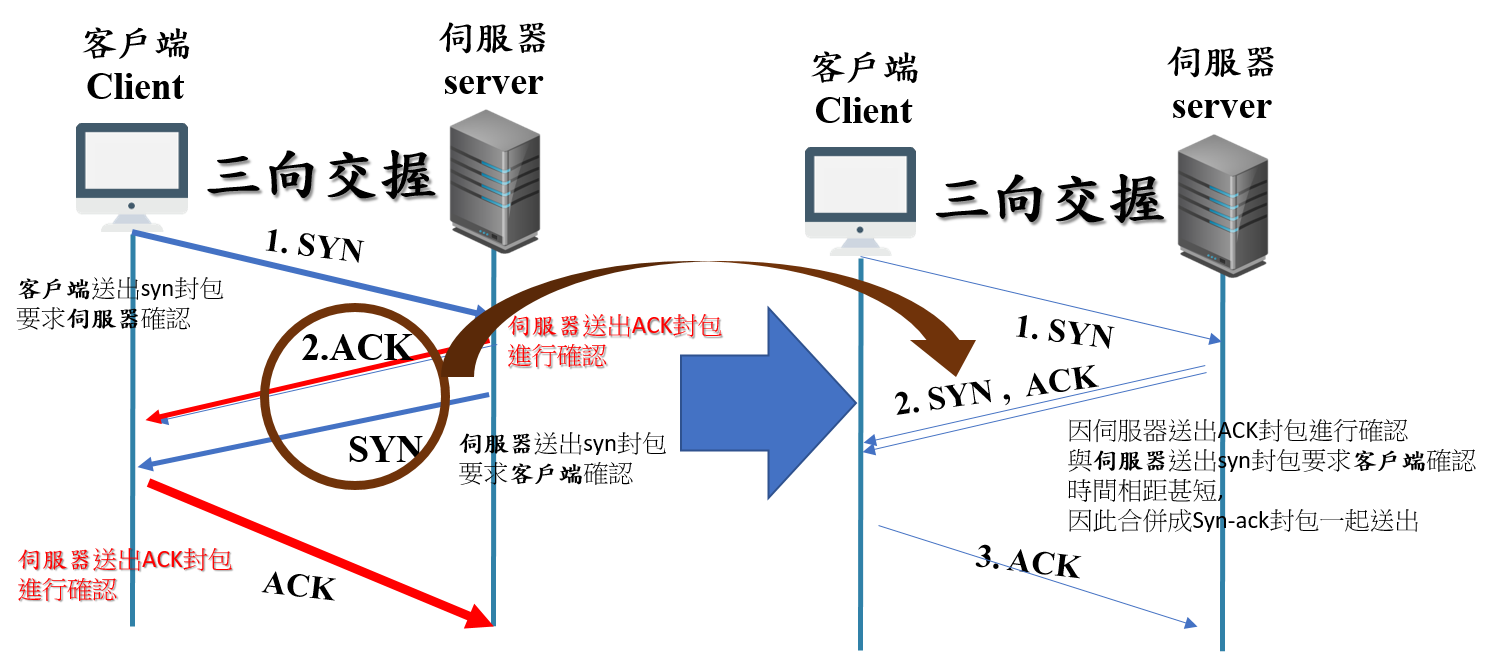 客戶端
Client
伺服器
server
三向交握
1. SYN
客戶端送出syn封包
要求伺服器確認
2.ACK
伺服器送出ACK封包
進行確認
SYN
伺服器送出syn封包
要求客戶端確認
伺服器送出ACK封包
進行確認
ACK
客戶端
Client
伺服器
server
三向交握
1. SYN
2. SYN , ACK
因伺服器送出ACK封包進行確認
與伺服器送出syn封包要求客戶端確認
時間相距甚短,
因此合併成Syn-ack封包一起送出
3. ACK